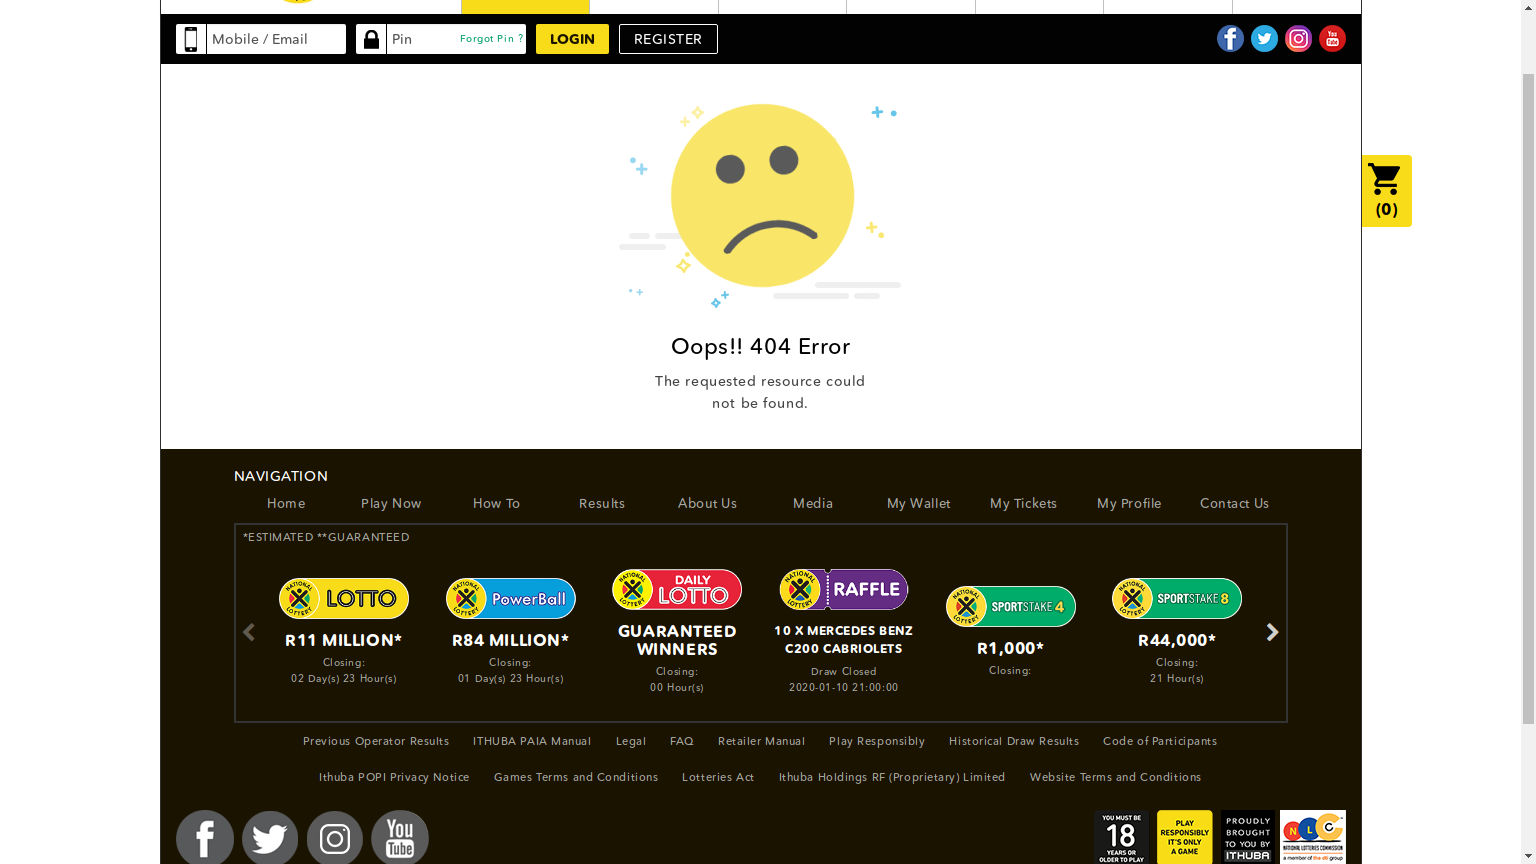 Mobile / Email
Pin
Forgot Pin ?
LOGIN
REGISTER
You Tube
(0)
Oops!! 404 Error
The requested resource could
not be found.
NAVIGATION
Home Play Now How To Results About Us Media My Wallet My Tickets My Profile Contact Us
*ESTIMATED **GUARANTEED
NATIONAL LOTTERY LOTTO
R11 MILLION*
Closing:
02 Day(s) 23 Hour(s)
NATIONAL LOTTERY PowerBall
R84 MILLION*
Closing:
01 Day(s) 23 Hour(s)
NATIONAL LOTTERY DAILY
LOTTO
GUARANTEED
WINNERS
Closing:
00 Hour(s)
NATIONAL LOTTERY RAFFLE
10 X MERCEDES BENZ
C200 CABRIOLETS
Draw Closed
2020-01-10 21:00:00
NATIONAL LOTTERY SPORTSTAKE 4
R1,000*
Closing:
NATIONAL LOTTERY SPORTSTAKE 8
R44,000*
Closing:
21 Hour(s)
Previous Operator Results ITHUBA PAIA Manual Legal FAQ Retailer Manual Play Responsibly Historical Draw Results Code of Participants
Ithuba POPI Privacy Notice Games Terms and Conditions Lotteries Act Ithuba Holdings RF (Proprietary) Limited Website Terms and Conditions
You
Tube
YOU MUST BE
18
YEARS OR
OLDER TO PLAY
PLAY
RESPONSIBLY
IT'S ONLY
A GAME
PROUDLY
BROUGHT
TO YOU BY
ITHUBA
NLC
NATIONAL LOTTERIES COMMISSION
a member of the dti group